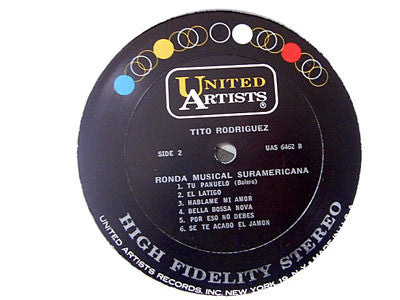 UNITED
ARTISTS
®
TITO RODRIGUEZ
SIDE 2
UAS 6462 B
RONDA MUSICAL SURAMERICANA
1. TU PANUELO (Bolero)
2. EL LATIGO
3. HABLAME MI AMOR
4. BELLA BOSSA NOVA
5. POR ESO NO DEBES
6. SE TE ACABO EL JAMON
HIGH FIDELITY STEREO
UNITED ARTISTS RECORDS, INC. NEW YORK 19, N.Y.